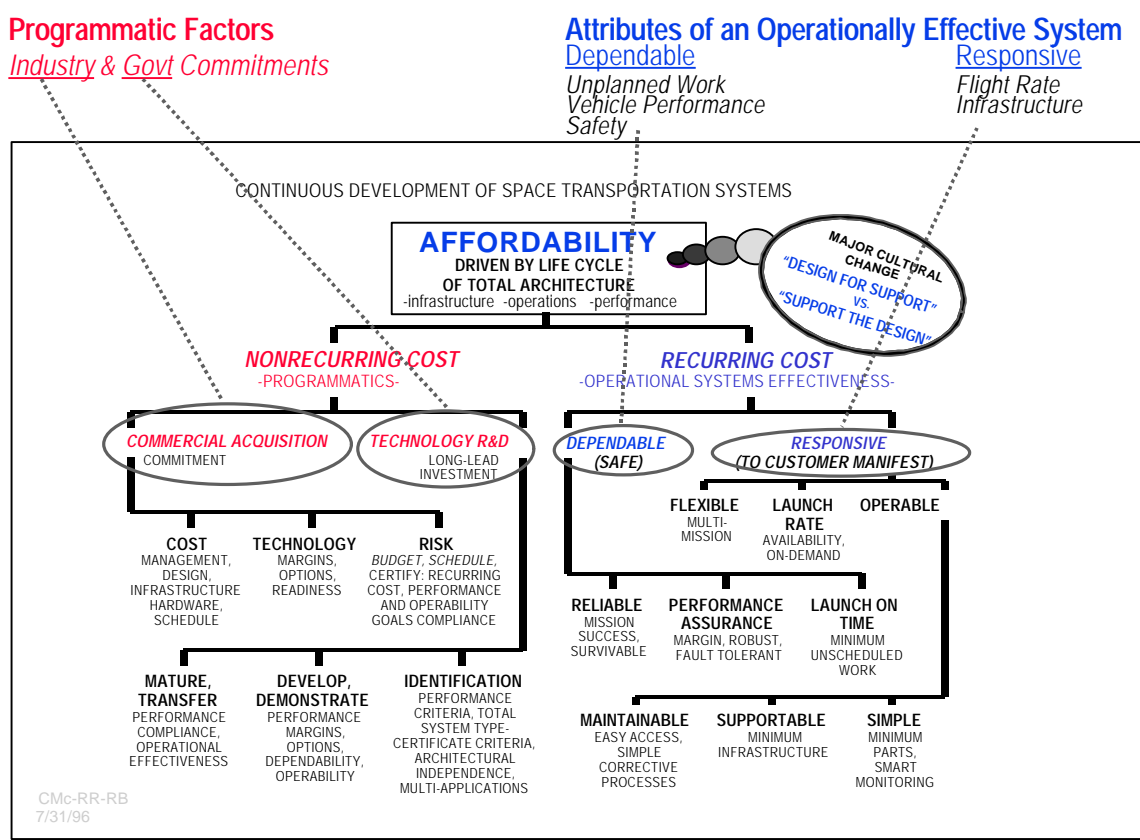 Programmatic Factors
Industry & Govt Commitments
Attributes of an Operationally Effective System
Dependable
Unplanned Work
Vehicle Performance
Safety
Responsive
Flight Rate
Infrastructure
CONTINUOUS DEVELOPMENT OF SPACE TRANSPORTATION SYSTEMS
AFFORDABILITY
DRIVEN BY LIFE CYCLE
OF TOTAL ARCHITECTURE
-infrastructure -operations -performance
MAJOR CULTURAL
CHANGE
"DESIGN FOR SUPPORT"
VS.
"SUPPORT THE DESIGN"
NONRECURRING COST
-PROGRAMMATICS-
RECURRING COST
-OPERATIONAL SYSTEMS EFFECTIVENESS-
COMMERCIAL ACQUISITION
COMMITMENT
TECHNOLOGY R&D
LONG-LEAD
INVESTMENT
DEPENDABLE
(SAFE)
RESPONSIVE
(TO CUSTOMER MANIFEST)
FLEXIBLE
MULTI-
MISSION
LAUNCH
RATE
AVAILABILITY,
ON-DEMAND
OPERABLE
COST
MANAGEMENT,
DESIGN,
INFRASTRUCTURE
HARDWARE,
SCHEDULE
TECHNOLOGY
MARGINS,
OPTIONS,
READINESS
RISK
BUDGET, SCHEDULE,
CERTIFY: RECURRING
COST, PERFORMANCE
AND OPERABILITY
GOALS COMPLIANCE
RELIABLE
MISSION
SUCCESS,
SURVIVABLE
PERFORMANCE
ASSURANCE
MARGIN, ROBUST,
FAULT TOLERANT
LAUNCH ON
TIME
MINIMUM
UNSCHEDULED
WORK
MATURE,
TRANSFER
PERFORMANCE
COMPLIANCE,
OPERATIONAL
EFFECTIVENESS
DEVELOP,
DEMONSTRATE
PERFORMANCE
MARGINS,
OPTIONS,
DEPENDABILITY,
OPERABILITY
IDENTIFICATION
PERFORMANCE
CRITERIA, TOTAL
SYSTEM TYPE-
CERTIFICATE CRITERIA,
ARCHITECTURAL
INDEPENDENCE,
MULTI-APPLICATIONS
MAINTAINABLE
EASY ACCESS,
SIMPLE
CORRECTIVE
PROCESSES
SUPPORTABLE
MINIMUM
INFRASTRUCTURE
SIMPLE
MINIMUM
PARTS,
SMART
MONITORING
CMc-RR-RB
7/31/96